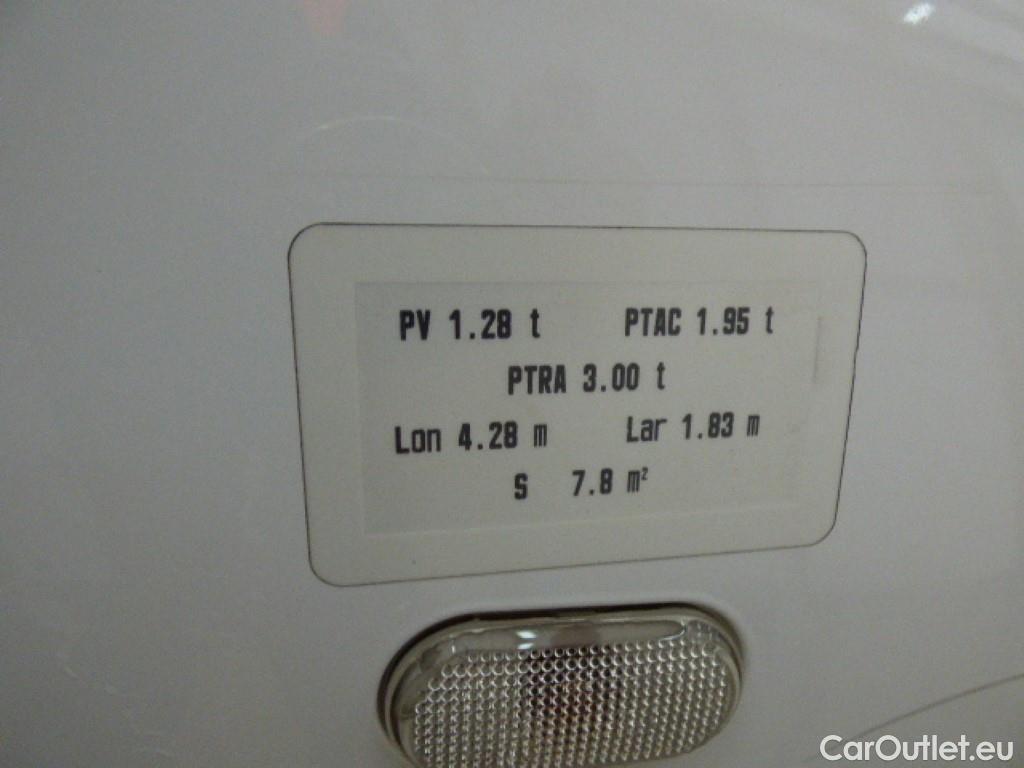 PV 1.28 t PTAC 1.95 t
PTRA 3.00 t
Lon 4.28 m Lar 1.83 m
S 7.8 m²
CarOutlet.eu